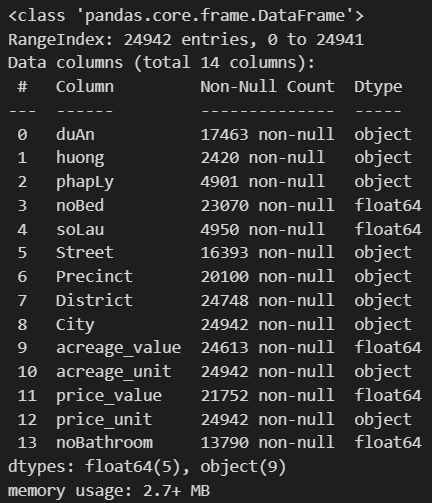 <class 'pandas.core.frame.DataFrame'>
RangeIndex: 24942 entries, 0 to 24941
Data columns (total 14 columns):
 #   Column         Non-Null Count  Dtype
---  ------         --------------  -----
 0   duAn           17463 non-null  object
 1   huong          2420 non-null   object
 2   phapLy         4901 non-null   object
 3   noBed          23070 non-null  float64
 4   soLau          4950 non-null   float64
 5   Street         16393 non-null  object
 6   Precinct       20100 non-null  object
 7   District       24748 non-null  object
 8   City           24942 non-null  object
 9   acreage_value  24613 non-null  float64
 10  acreage_unit   24942 non-null  object
 11  price_value    21752 non-null  float64
 12  price_unit     24942 non-null  object
 13  noBathroom     13790 non-null  float64
dtypes: float64(5), object(9)
memory usage: 2.7+ MB